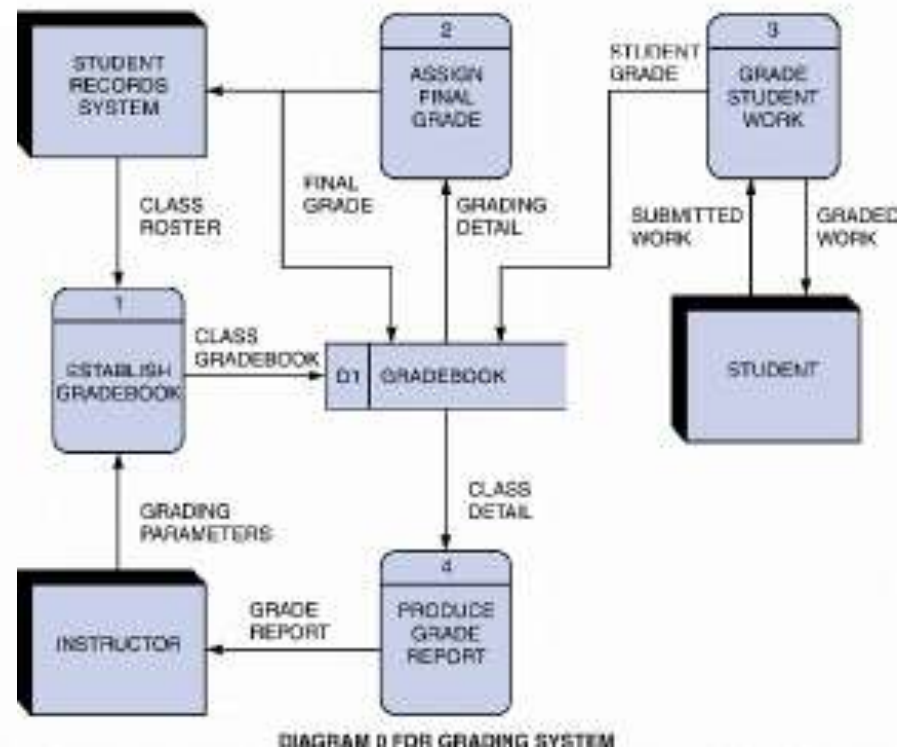 STUDENT
RECORDS
SYSTEM
2
ASSIGN
FINAL
GRADE
STUDENT
GRADE
3
GRADE
STUDENT
WORK
CLASS
ROSTER
FINAL
GRADE
GRADING
DETAIL
SUBMITTED
WORK
GRADED
WORK
1
ESTABLISH
GRADEBOOK
CLASS
GRADEBOOK
D1
GRADEBOOK
STUDENT
CLASS
DETAIL
GRADING
PARAMETERS
4
PRODUCE
GRADE
REPORT
GRADE
REPORT
INSTRUCTOR
DIAGRAM 0 FOR GRADING SYSTEM